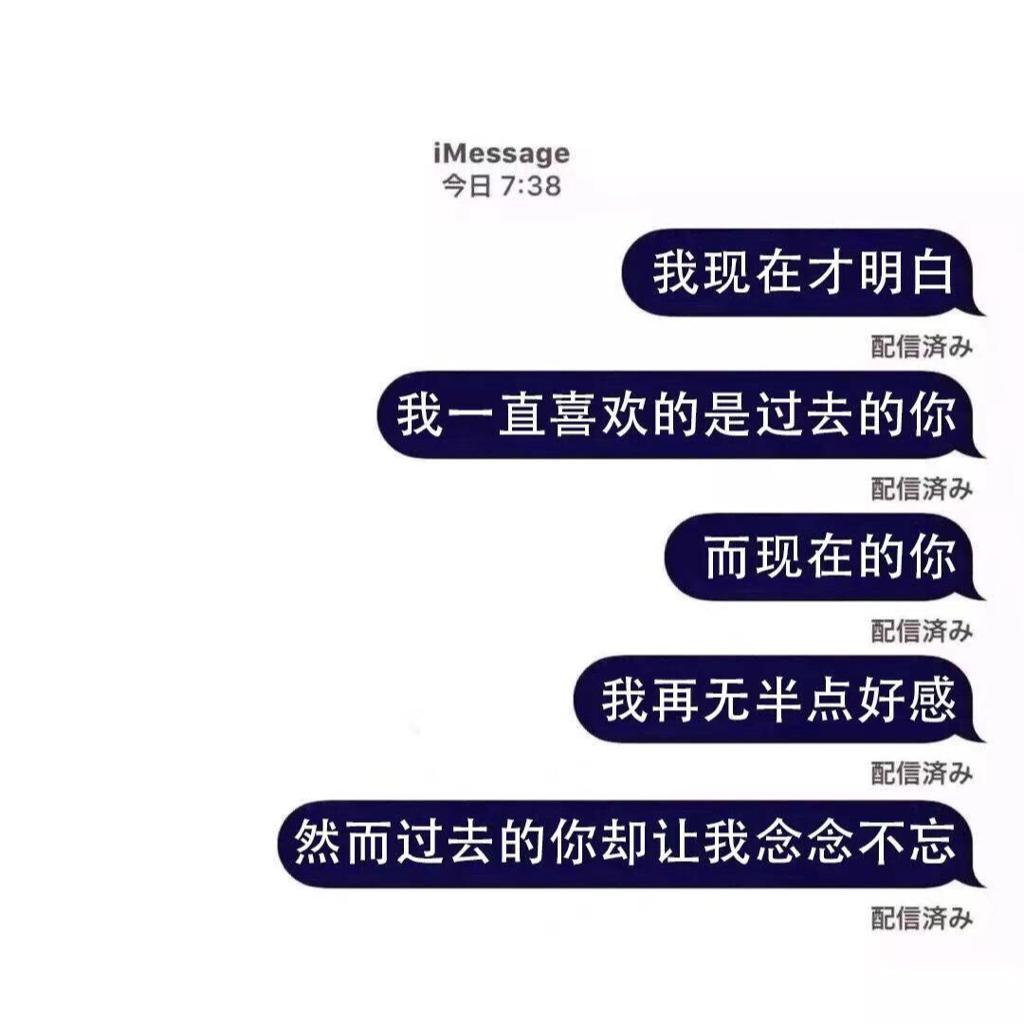 iMessage
今日 7:38
我现在才明白
配信済み
我一直喜欢的是过去的你
配信済み
而现在的你
配信済み
我再无半点好感
配信済み
然而过去的你却让我念念不忘
配信済み